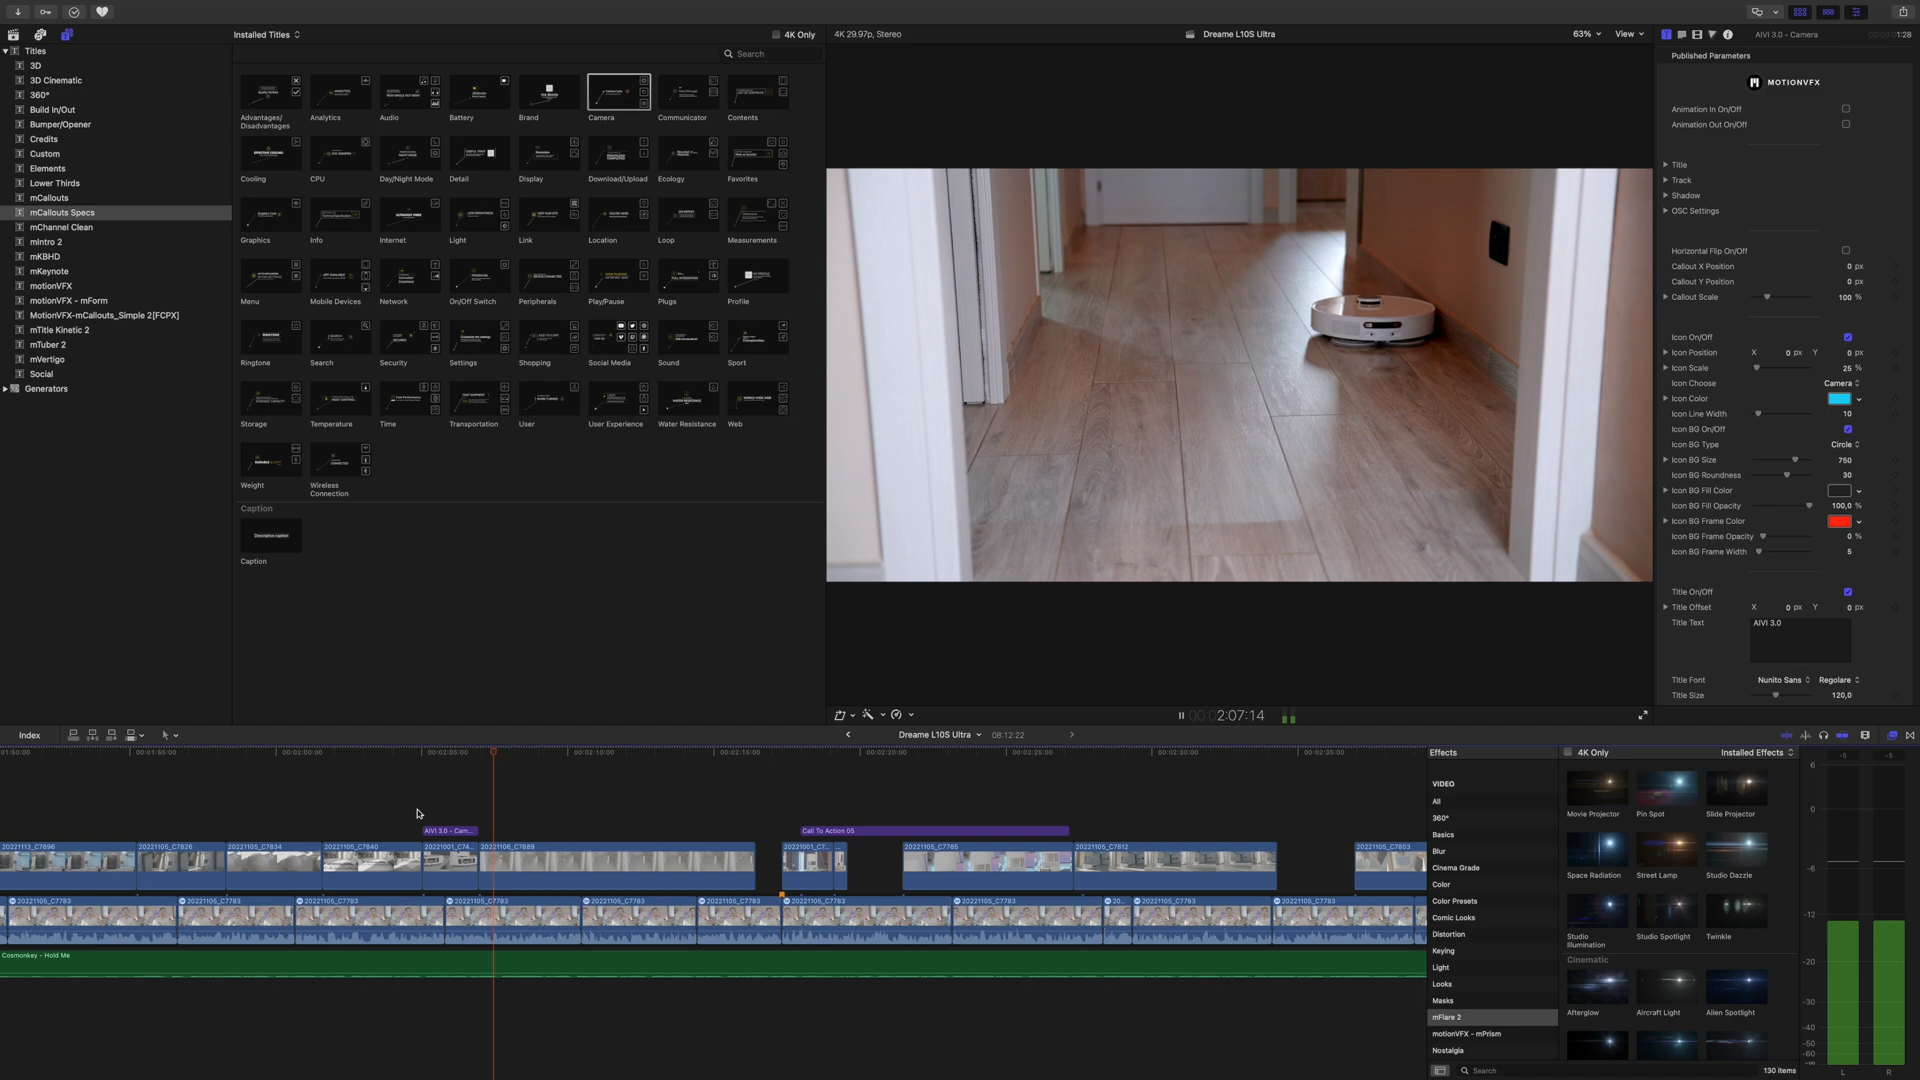 Installed Titles
4K Only
4K 29.97p, Stereo
Dreame L10S Ultra
63%
View
AIVI 3.0 - Camera
1:28
Titles
3D
3D Cinematic
360°
Build In/Out
Bumper/Opener
Credits
Custom
Elements
Lower Thirds
mCallouts
mCallouts Specs
mChannel Clean
mIntro 2
mKBHD
mKeynote
motionVFX
motionVFX - mForm
MotionVFX-mCallouts_Simple 2[FCPX]
mTitle Kinetic 2
mTuber 2
mVertigo
Social
Generators
Search
Advantages/
Disadvantages
Analytics
Audio
Battery
Brand
Camera
Communicator
Contents
Cooling
CPU
Day/Night Mode
Detail
Display
Download/Upload
Ecology
Favorites
Graphics
Info
Internet
Light
Link
Location
Loop
Measurements
Menu
Mobile Devices
Network
On/Off Switch
Peripherals
Play/Pause
Plugs
Profile
Ringtone
Search
Security
Settings
Shopping
Social Media
Sound
Sport
Storage
Temperature
Time
Transportation
User
User Experience
Water Resistance
Web
Weight
Wireless
Connection
Caption
Descriptive caption
Caption
Published Parameters
MOTIONVFX
Animation In On/Off
Animation Out On/Off
Title
Track
Shadow
OSC Settings
Horizontal Flip On/Off
Callout X Position 0 px
Callout Y Position 0 px
Callout Scale 100 %
Icon On/Off
Icon Position X 0 px Y 0 px
Icon Scale 25 %
Icon Choose Camera
Icon Color
Icon Line Width 10
Icon BG On/Off
Icon BG Type Circle
Icon BG Size 750
Icon BG Roundness 30
Icon BG Fill Color
Icon BG Fill Opacity 100,0 %
Icon BG Frame Color
Icon BG Frame Opacity 0 %
Icon BG Frame Width 5
Title On/Off
Title Offset X 0 px Y 0 px
Title Text AIVI 3.0
Title Font Nunito Sans Regolare
Title Size 120,0
00:00:2:07:14
Index
Dreame L10S Ultra
08:12:22
01:50:00
00:01:55:00
00:02:00:00
00:02:05:00
00:02:10:00
00:02:15:00
00:02:20:00
00:02:25:00
00:02:30:00
00:02:35:00
AIVI 3.0 - Cam...
Call To Action 05
20221113_C7896
20221105_C7826
20221105_C7834
20221105_C7840
20221001_C74...
20221106_C7889
20221001_C7...
20221105_C7785
20221105_C7812
20221105_C7803
20221105_C7783
20221105_C7783
20221105_C7783
20221105_C7783
20221105_C7783
20221105_C7783
20221105_C7783
20221105_C7783
20...
20221105_C7783
20221105_C7783
Cosmonkey - Hold Me
Effects
4K Only
Installed Effects
VIDEO
All
360°
Basics
Blur
Cinema Grade
Color
Color Presets
Comic Looks
Distortion
Keying
Light
Looks
Masks
mFlare 2
motionVFX - mPrism
Nostalgia
Movie Projector
Pin Spot
Slide Projector
Space Radiation
Street Lamp
Studio Dazzle
Studio
Illumination
Studio Spotlight
Twinkle
Cinematic
Afterglow
Aircraft Light
Alien Spotlight
Search
130 items
-5
-5
6
0
-6
-12
-20
-30
-40
-50
-60
-∞
L
R